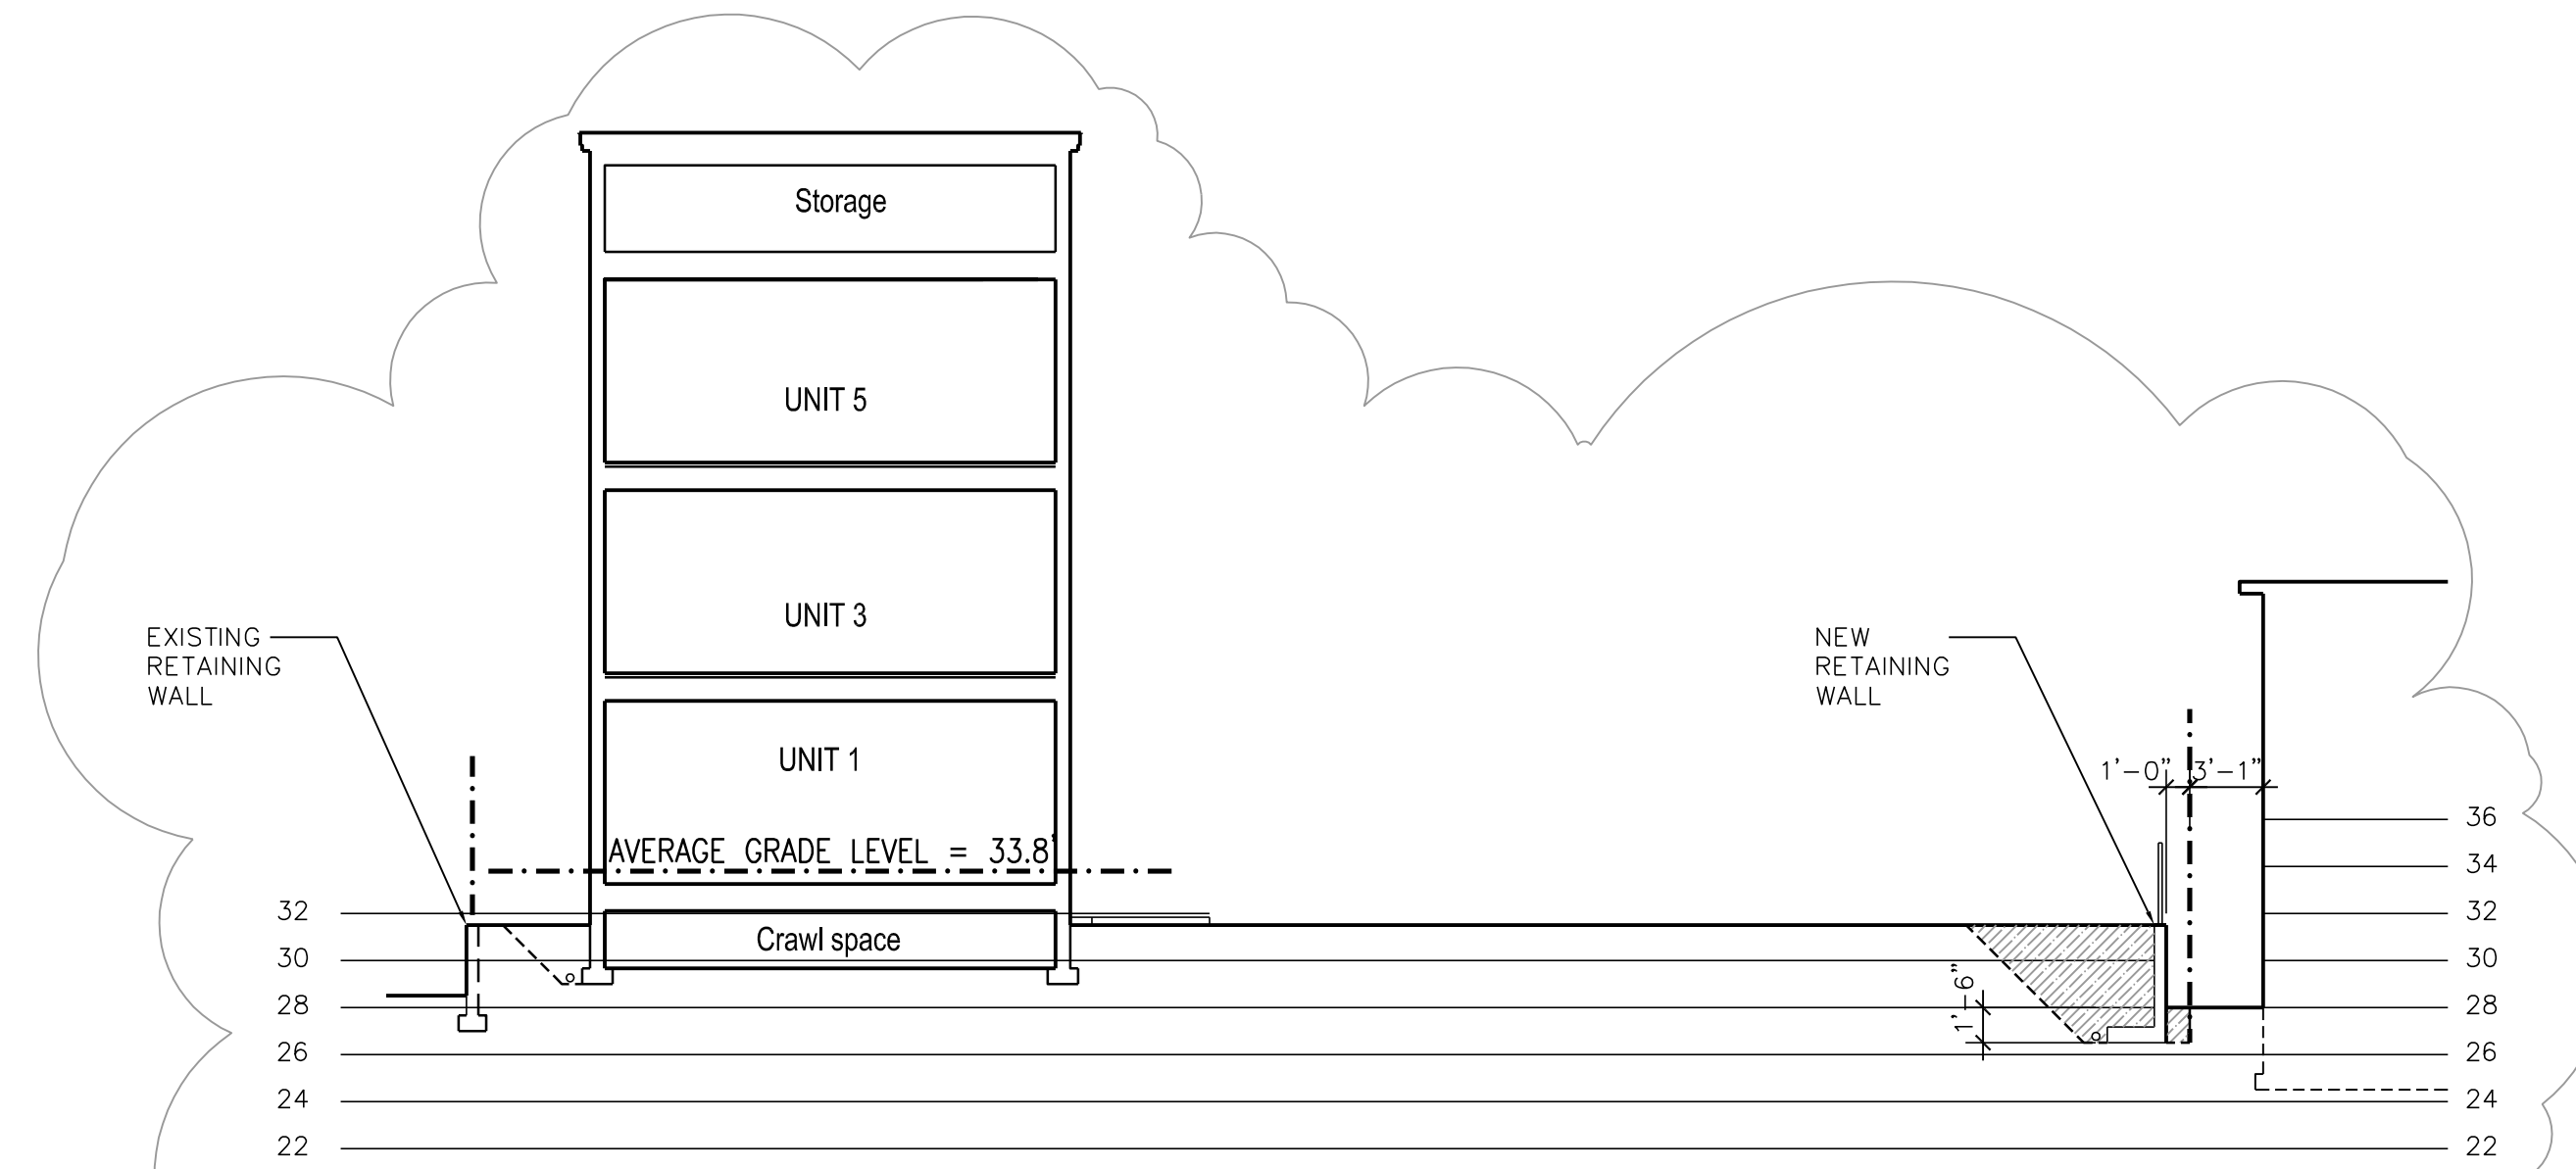 Storage
UNIT 5
UNIT 3
EXISTING
RETAINING
WALL
NEW
RETAINING
WALL
UNIT 1
1'-0" 3'-1"
AVERAGE GRADE LEVEL = 33.8'
36
34
32 32
Crawl space
30 30
1'-6"
28 28
26 26
24 24
22 22